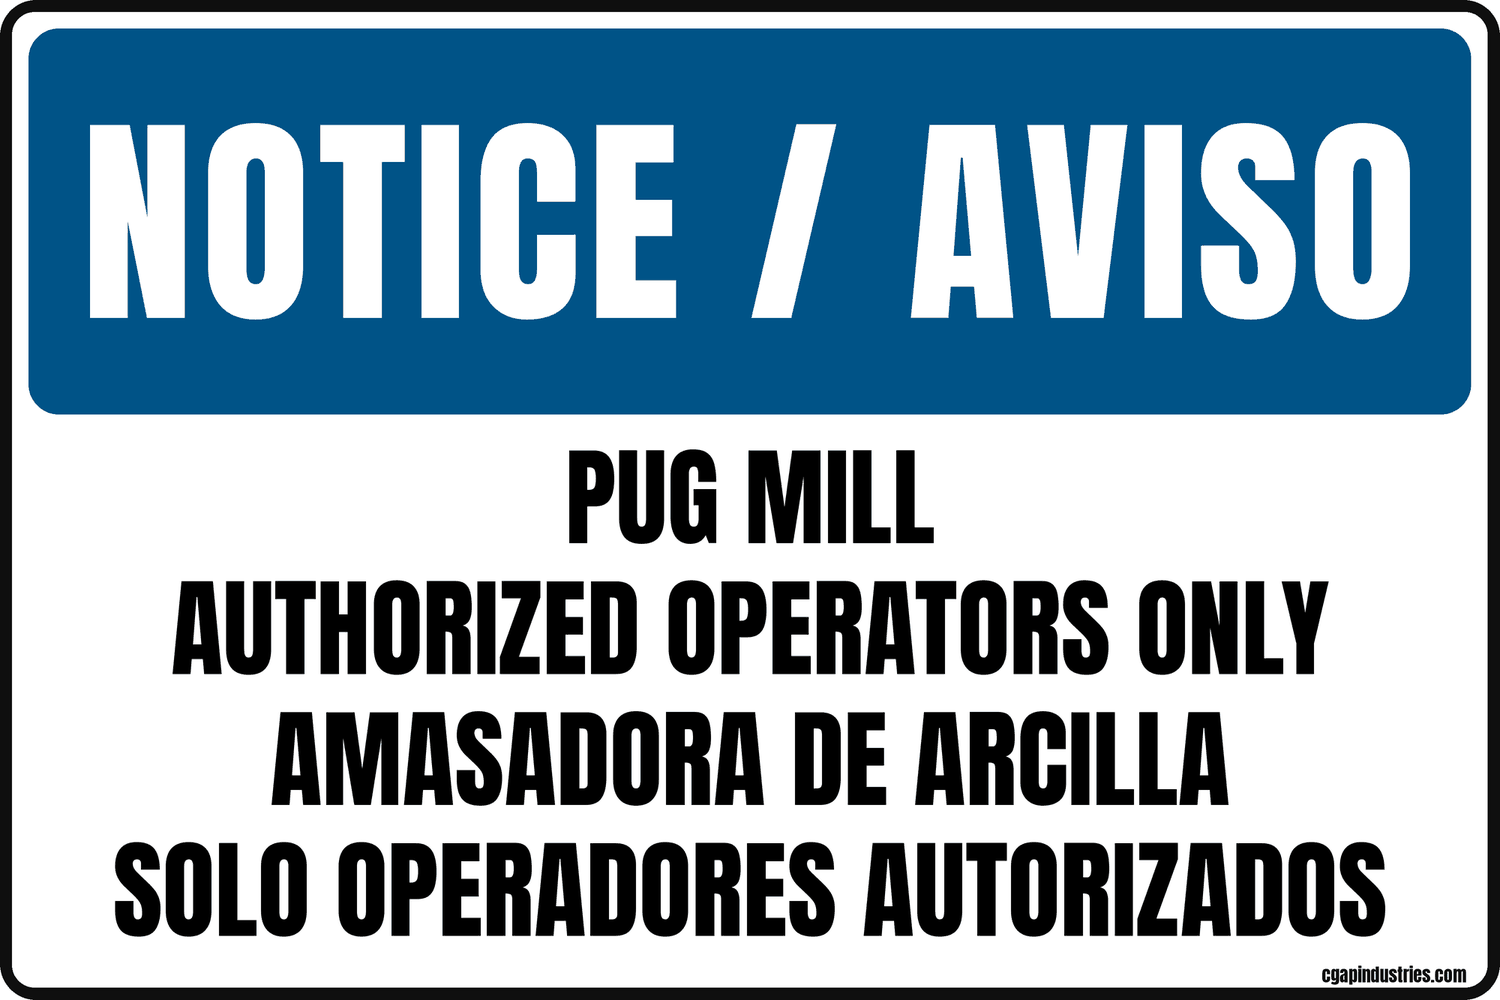 NOTICE / AVISO
PUG MILL
AUTHORIZED OPERATORS ONLY
AMASADORA DE ARCILLA
SOLO OPERADORES AUTORIZADOS
cgapindustries.com